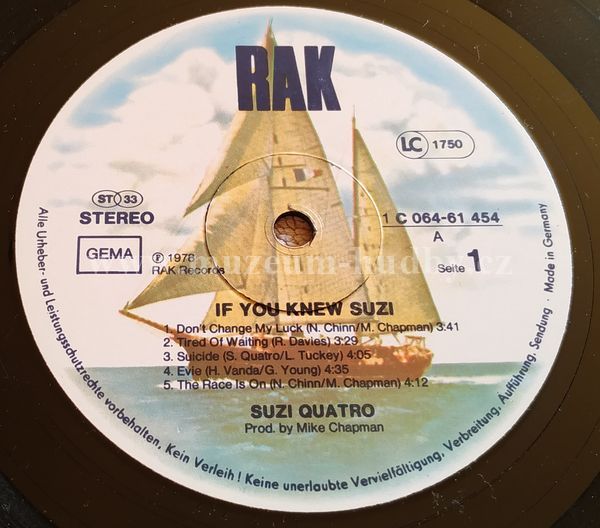 RAK
LC 1750
ST 33
STEREO
GEMA
℗ 1978
RAK Records
1 C 064-61 454
A
Seite 1
IF YOU KNEW SUZI
1. Don't Change My Luck (N. Chinn/M. Chapman) 3:41
2. Tired Of Waiting (R. Davies) 3:29
3. Suicide (S. Quatro/L. Tuckey) 4:05
4. Evie (H. Vanda/G. Young) 4:35
5. The Race Is On (N. Chinn/M. Chapman) 4:12
SUZI QUATRO
Prod. by Mike Chapman
Alle Urheber- und Leistungsschutzrechte vorbehalten. Kein Verleih! Keine unerlaubte Vervielfältigung, Verbreitung, Aufführung, Sendung · Made in Germany
muzeum-hudby.cz